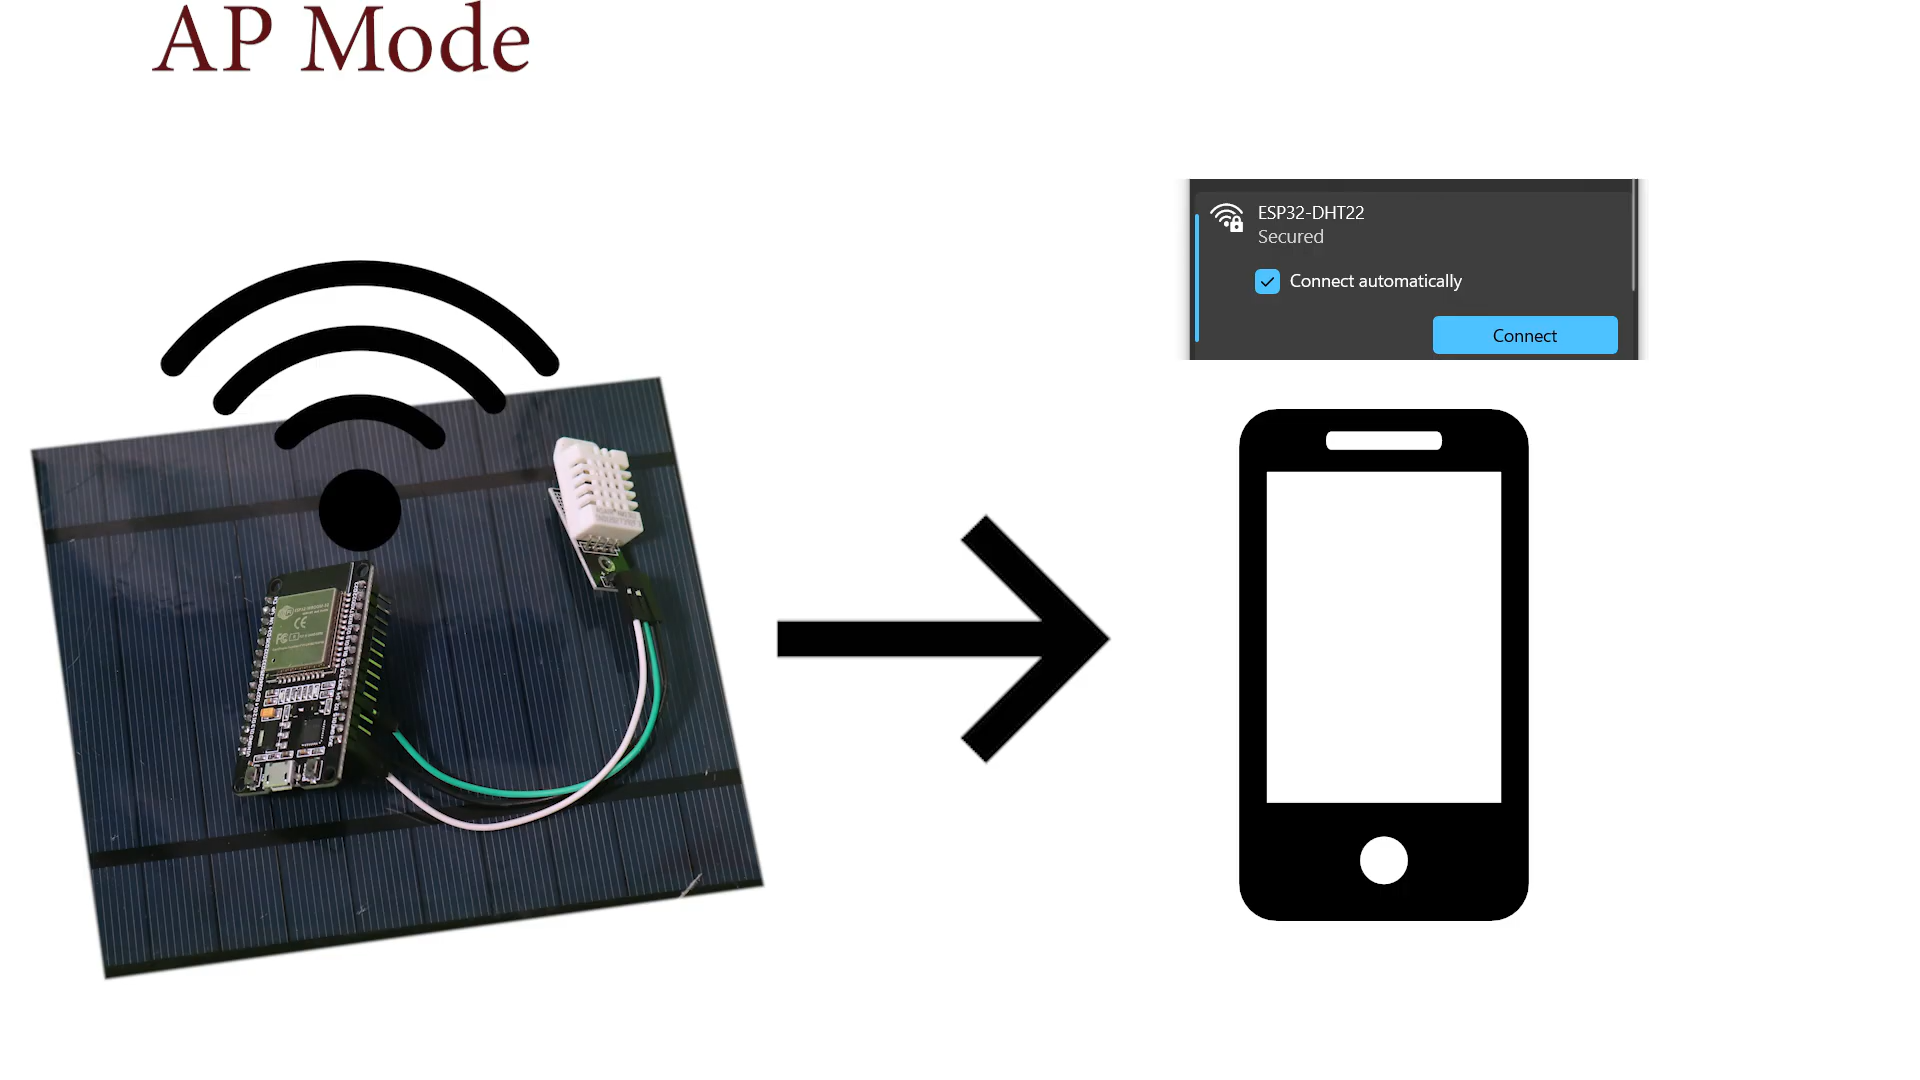 AP Mode
ESP32-DHT22
Secured
Connect automatically
Connect